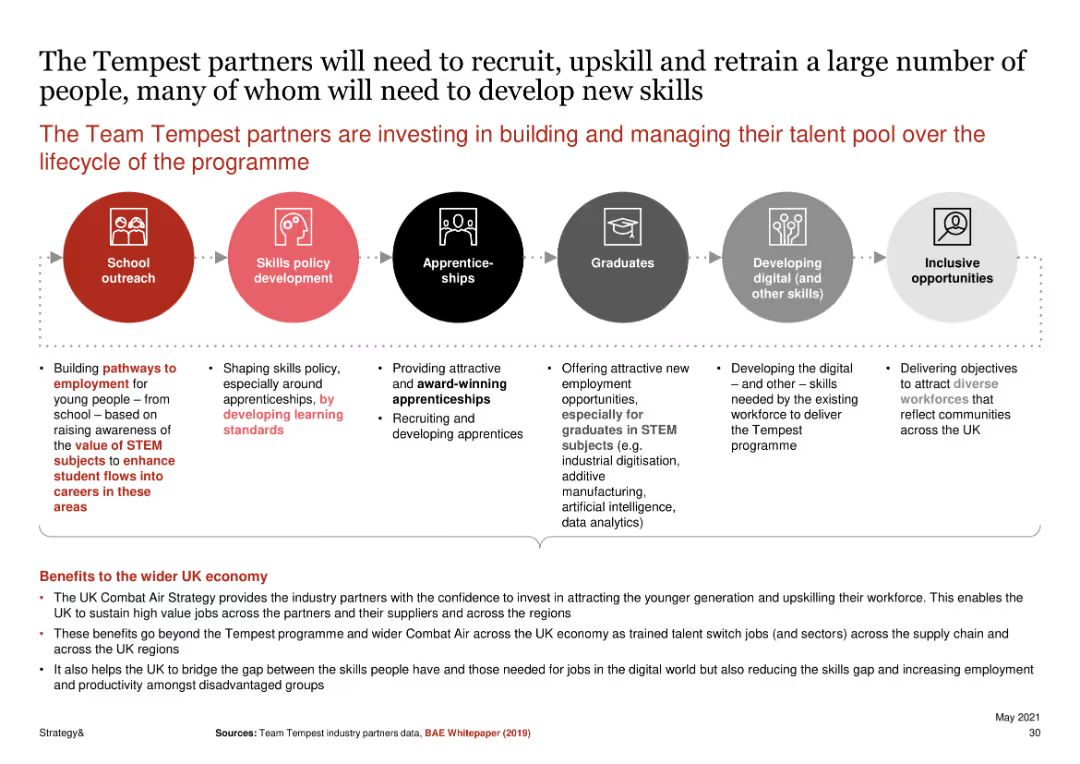 The Tempest partners will need to recruit, upskill and retrain a large number of
people, many of whom will need to develop new skills
The Team Tempest partners are investing in building and managing their talent pool over the
lifecycle of the programme
School
outreach
Skills policy
development
Apprentice-
ships
Graduates
Developing
digital (and
other skills)
Inclusive
opportunities
• Building pathways to
employment for
young people – from
school – based on
raising awareness of
the value of STEM
subjects to enhance
student flows into
careers in these
areas
• Shaping skills policy,
especially around
apprenticeships, by
developing learning
standards
• Providing attractive
and award-winning
apprenticeships
• Recruiting and
developing apprentices
• Offering attractive new
employment
opportunities,
especially for
graduates in STEM
subjects (e.g.
industrial digitisation,
additive
manufacturing,
artificial intelligence,
data analytics)
• Developing the digital
– and other – skills
needed by the existing
workforce to deliver
the Tempest
programme
• Delivering objectives
to attract diverse
workforces that
reflect communities
across the UK
Benefits to the wider UK economy
• The UK Combat Air Strategy provides the industry partners with the confidence to invest in attracting the younger generation and upskilling their workforce. This enables the
UK to sustain high value jobs across the partners and their suppliers and across the regions
• These benefits go beyond the Tempest programme and wider Combat Air across the UK economy as trained talent switch jobs (and sectors) across the supply chain and
across the UK regions
• It also helps the UK to bridge the gap between the skills people have and those needed for jobs in the digital world but also reducing the skills gap and increasing employment
and productivity amongst disadvantaged groups
May 2021
Strategy&
Sources: Team Tempest industry partners data, BAE Whitepaper (2019)
30